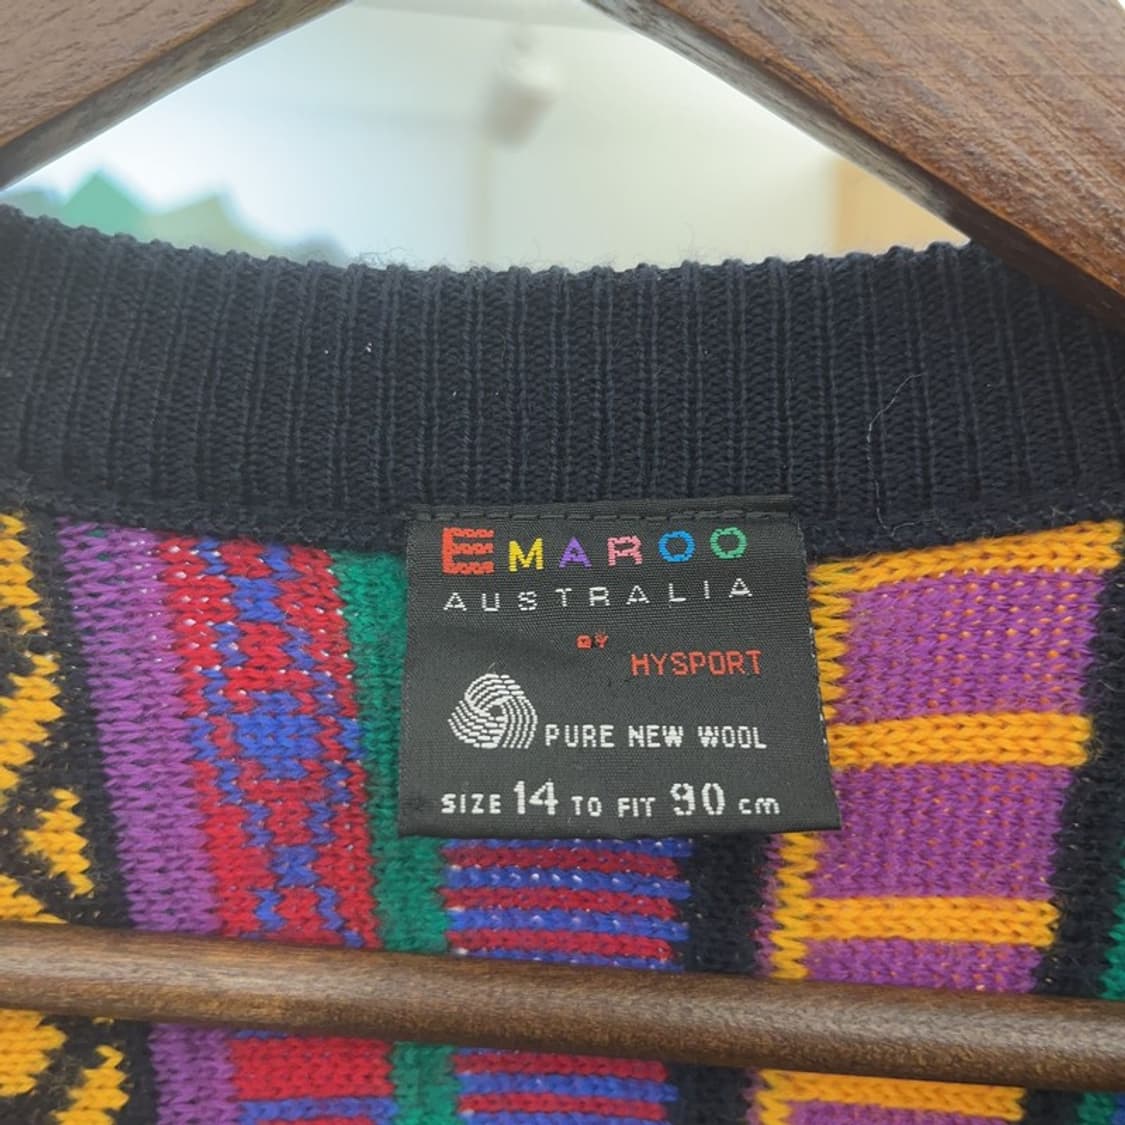 EMAROO
AUSTRALIA
BY
HYSPORT
PURE NEW WOOL
SIZE 14 TO FIT 90 cm